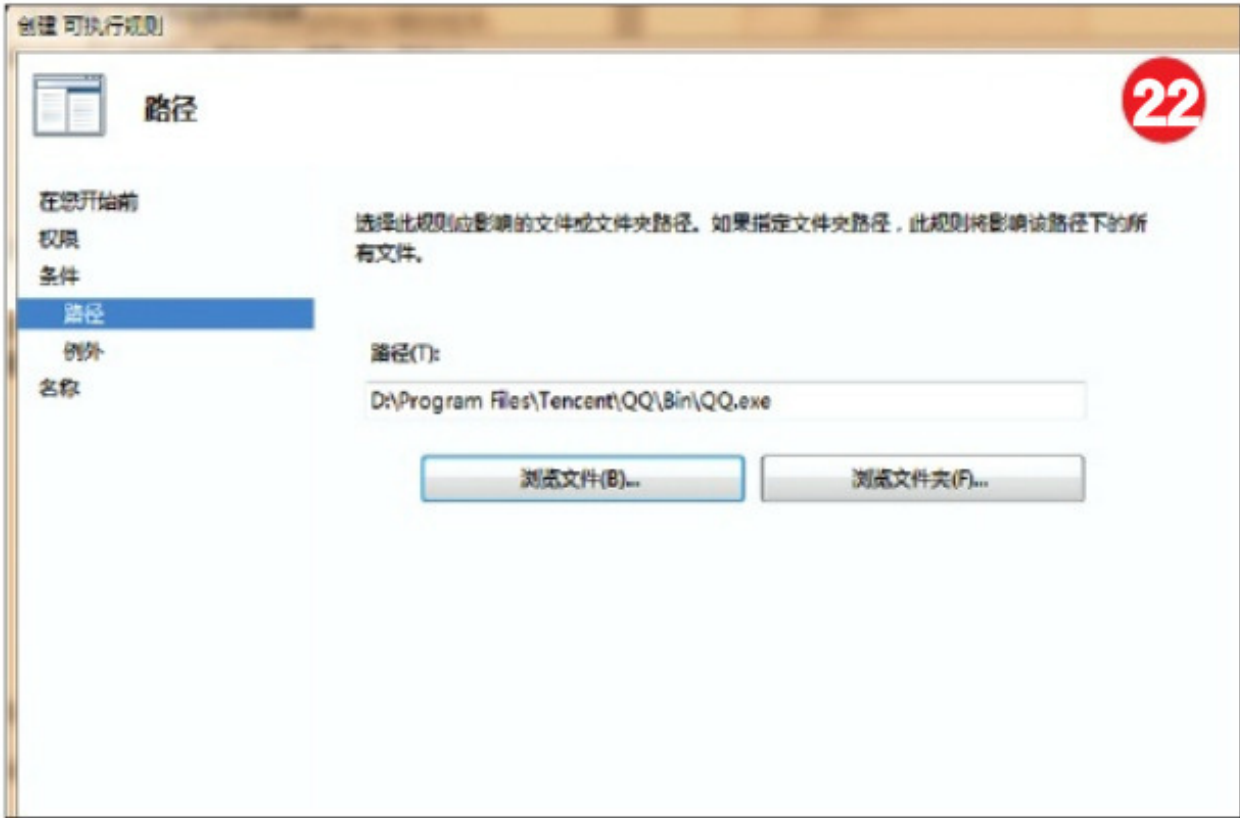 创建 可执行规则
路径
22
在您开始前
权限
条件
路径
例外
名称
选择此规则应影响的文件或文件夹路径。如果指定文件夹路径，此规则将影响该路径下的所
有文件。
路径(T):
D:\Program Files\Tencent\QQ\Bin\QQ.exe
浏览文件(B)...
浏览文件夹(F)...